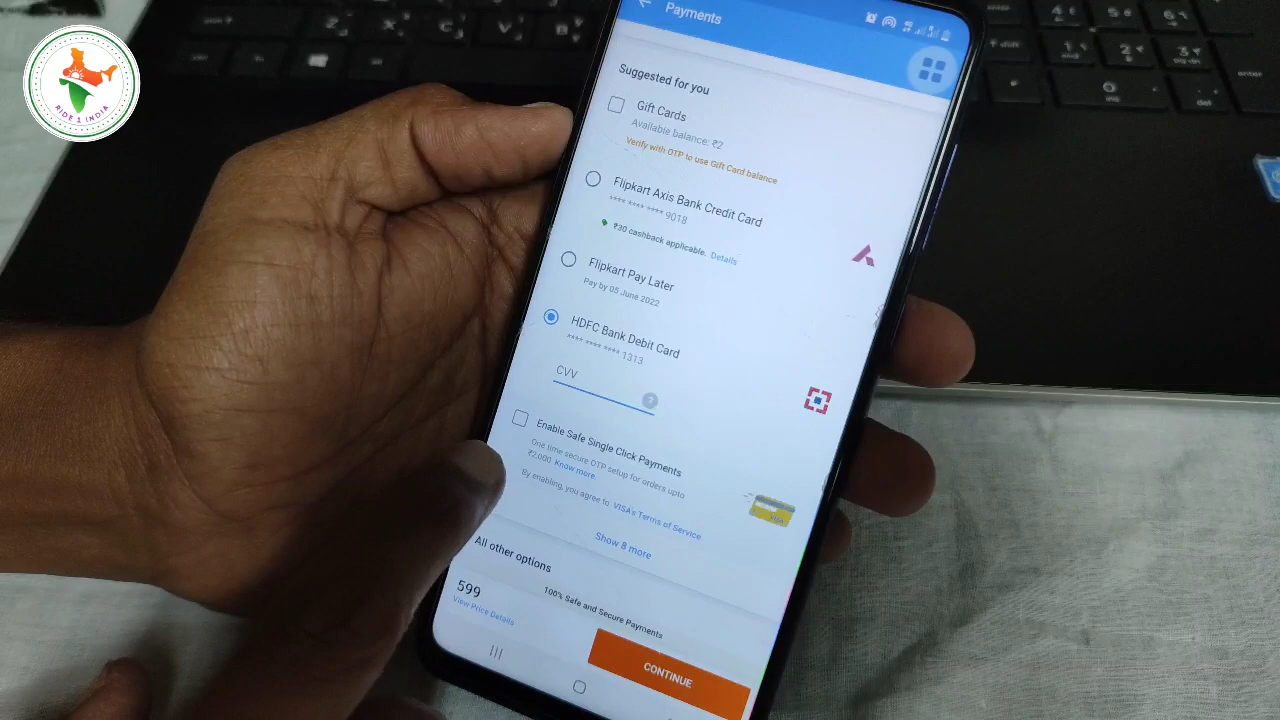 RIDE 1 INDIA
Payments
Suggested for you
Gift Cards
Available balance: ₹2
Verify with OTP to use Gift Card balance
Flipkart Axis Bank Credit Card
**** **** **** 9018
₹30 cashback applicable. Details
Flipkart Pay Later
Pay by 05 June 2022
HDFC Bank Debit Card
**** **** **** 1313
CVV
?
Enable Safe Single Click Payments
One time secure OTP setup for orders upto
₹2,000. Know more.
By enabling, you agree to VISA's Terms of Service
Show 8 more
All other options
100% Safe and Secure Payments
599
View Price Details
CONTINUE